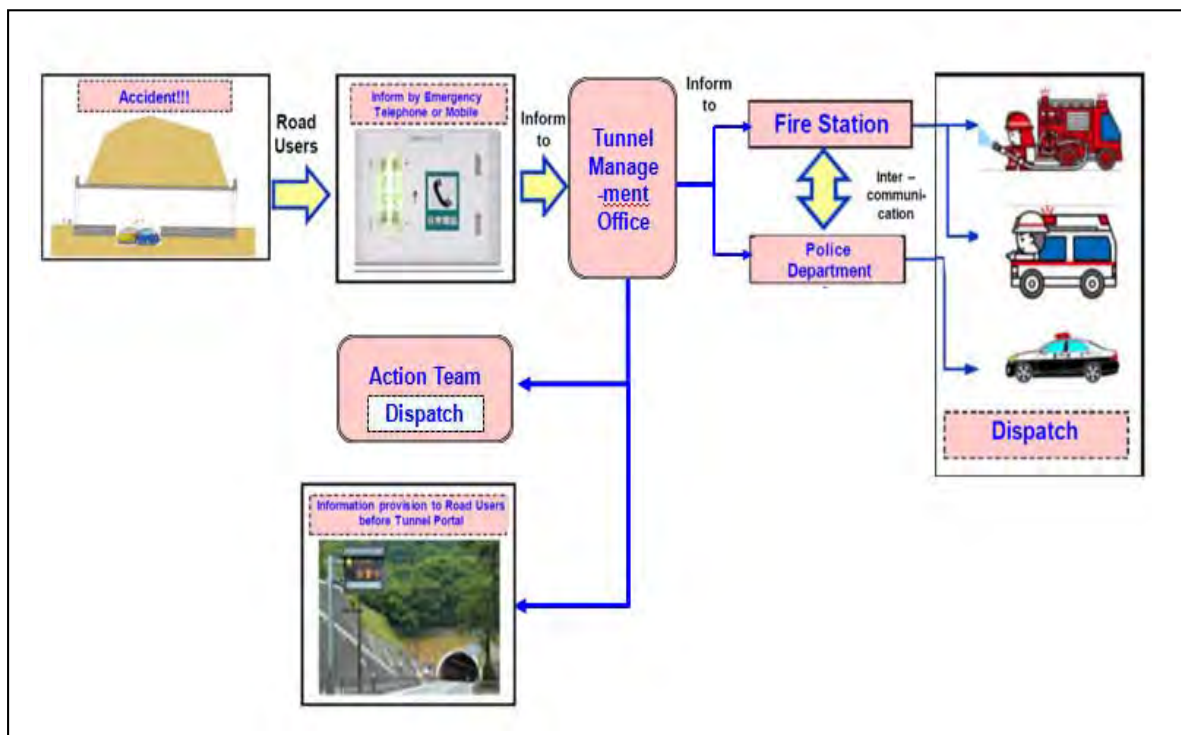 Accident!!!
Road
Users
Inform by Emergency
Telephone or Mobile
Inform
to
Tunnel
Manage
-ment
Office
Inform
to
Fire Station
Inter –
communi-
cation
Police
Department
Action Team
Dispatch
Dispatch
Information provision to Road Users
before Tunnel Portal